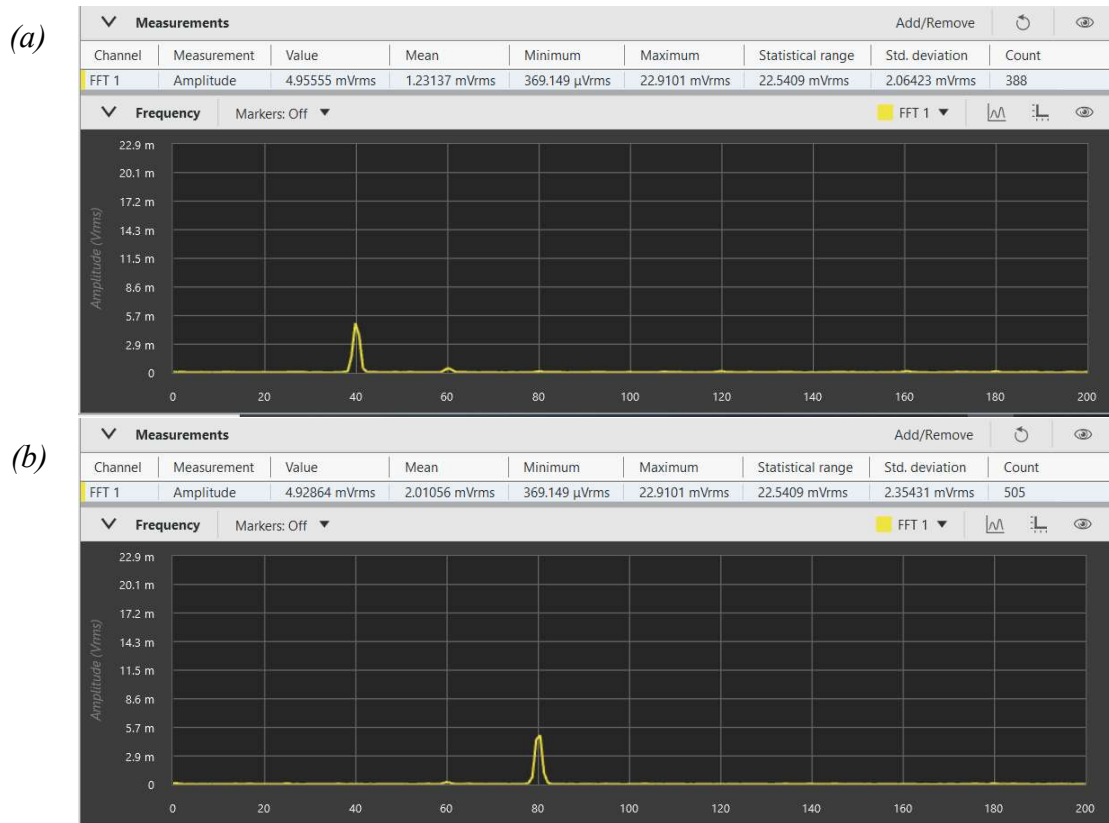 (a)
Measurements Add/Remove
Channel Measurement Value Mean Minimum Maximum Statistical range Std. deviation Count
FFT 1 Amplitude 4.95555 mVrms 1.23137 mVrms 369.149 µVrms 22.9101 mVrms 22.5409 mVrms 2.06423 mVrms 388
Frequency Markers: Off FFT 1
22.9 m
20.1 m
17.2 m
14.3 m
11.5 m
8.6 m
5.7 m
2.9 m
0
Amplitude (Vrms)
0 20 40 60 80 100 120 140 160 180 200
(b)
Measurements Add/Remove
Channel Measurement Value Mean Minimum Maximum Statistical range Std. deviation Count
FFT 1 Amplitude 4.92864 mVrms 2.01056 mVrms 369.149 µVrms 22.9101 mVrms 22.5409 mVrms 2.35431 mVrms 505
Frequency Markers: Off FFT 1
22.9 m
20.1 m
17.2 m
14.3 m
11.5 m
8.6 m
5.7 m
2.9 m
0
Amplitude (Vrms)
0 20 40 60 80 100 120 140 160 180 200